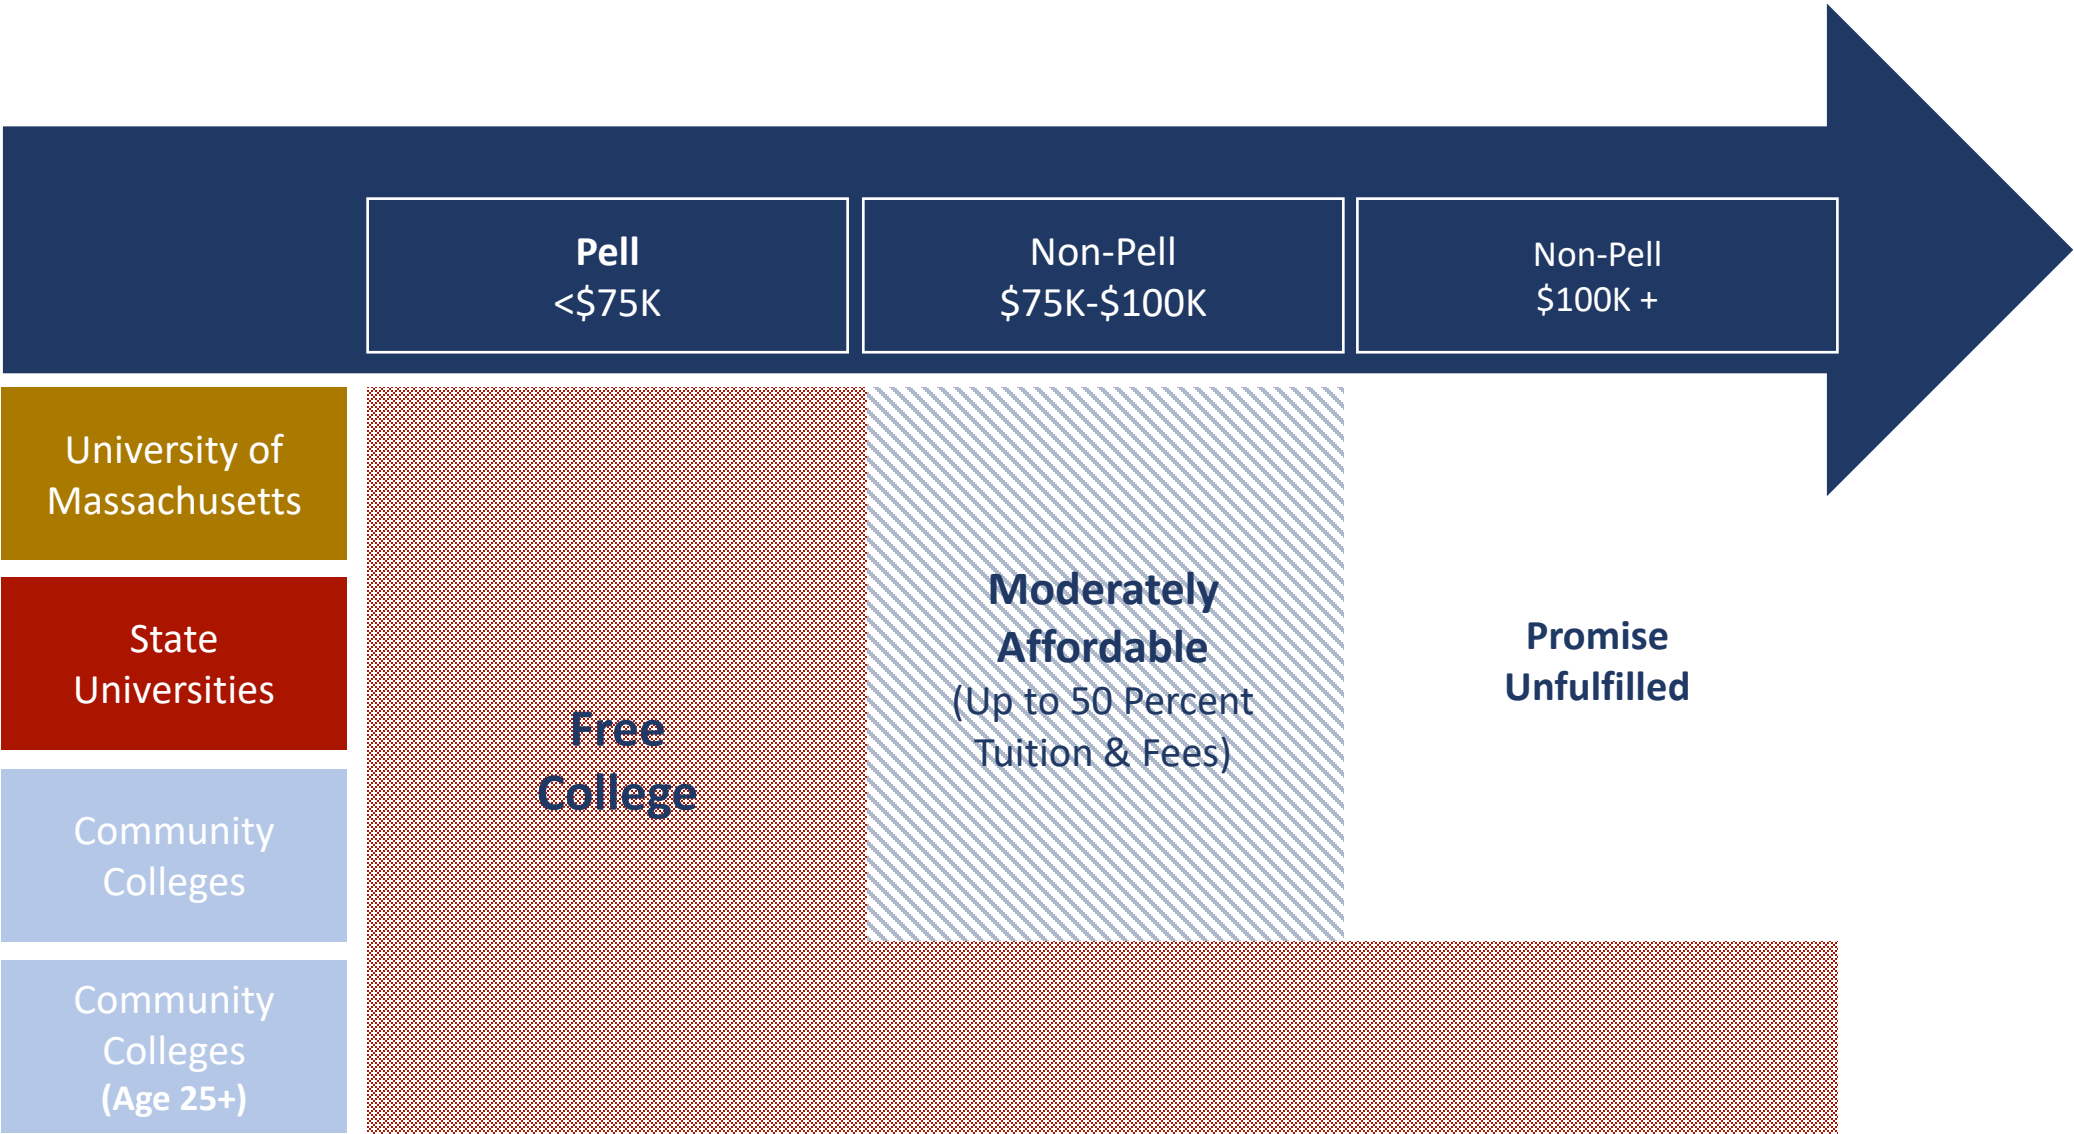 Pell
<$75K
Non-Pell
$75K-$100K
Non-Pell
$100K +
University of
Massachusetts
State
Universities
Community
Colleges
Community
Colleges
(Age 25+)
Free
College
Moderately
Affordable
(Up to 50 Percent
Tuition & Fees)
Promise
Unfulfilled